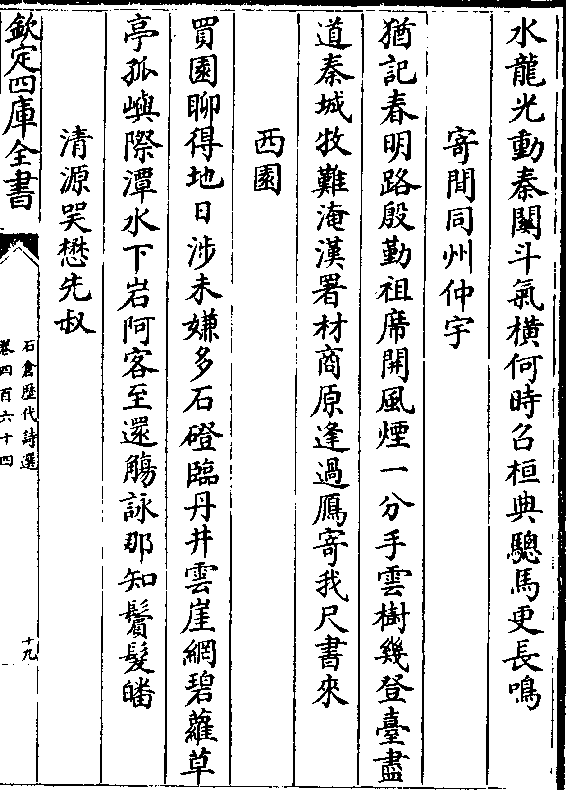 水龍光動秦關斗氣橫何時召桓典驄馬更長鳴
寄間同州仲宇
猶記春明路殷勤祖席開風煙一分手雲樹幾登臺盡
道秦城牧難淹漢署材商原逢過鴈寄我尺書來
西園
買園聊得地日涉未嫌多石磴臨丹井雲崖網碧蘿草
亭孤嶼際潭水下岩阿客至還觴詠那知鬢髮皤
清源哭懋先叔
欽定四庫全書
石倉歷代詩選
卷四百六十四
十九